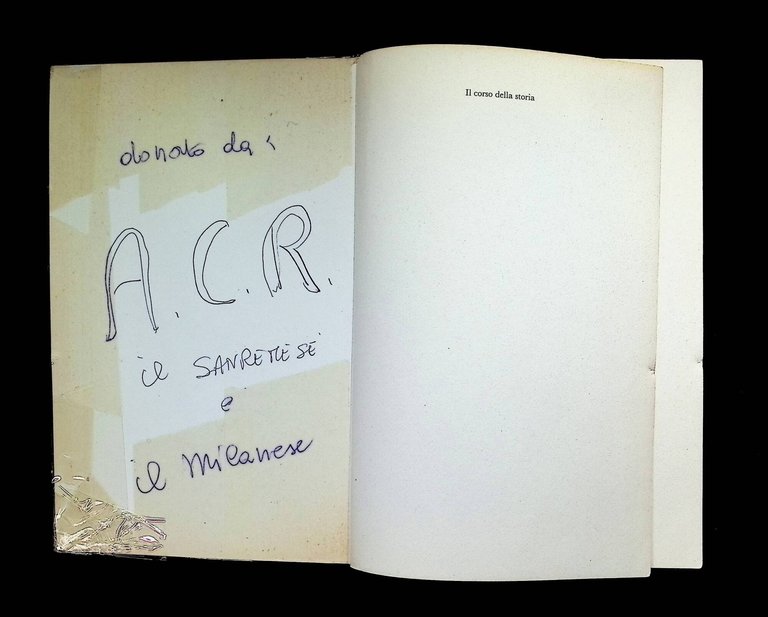 donato da
A.C.R.
il SANREMESE
e
il Milanese
Il corso della storia